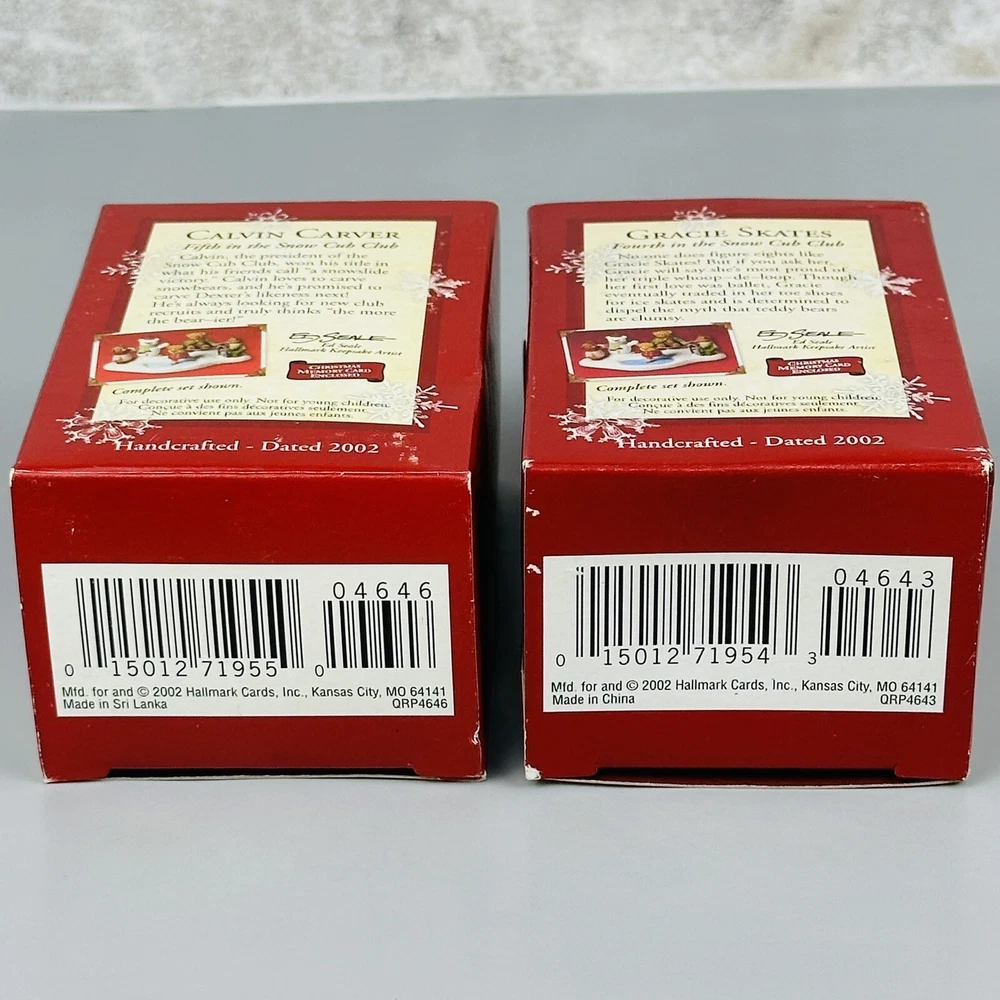 CALVIN CARVER
Fifth in the Snow Cub Club
Calvin, the president of the
Snow Cub Club, won his title in
what his friends call "a snowslide
victory." Calvin loves to carve
snowbears, and he's promised to
carve Dexter's likeness next!
He's always looking for new club
recruits and truly thinks "the more
the bear-ier!"
ED SEALE
Ed Seale
Hallmark Keepsake Artist
CHRISTMAS
MEMORY CARD
ENCLOSED
Complete set shown.
For decorative use only. Not for young children.
Conçue à des fins décoratives seulement.
Ne convient pas aux jeunes enfants.
Handcrafted - Dated 2002
04646
0 15012 71955 0
Mfd. for and © 2002 Hallmark Cards, Inc., Kansas City, MO 64141
Made in Sri Lanka QRP4646
GRACIE SKATES
Fourth in the Snow Cub Club
No one does figure eights like
Gracie Skates! But if you ask her,
Gracie will say she's most proud of
her triple whoop-de-loop. Though
her first love was ballet, Gracie
eventually traded in her toe shoes
for ice skates and is determined to
dispel the myth that teddy bears
are clumsy.
ED SEALE
Ed Seale
Hallmark Keepsake Artist
CHRISTMAS
MEMORY CARD
ENCLOSED
Complete set shown.
For decorative use only. Not for young children.
Conçue à des fins décoratives seulement.
Ne convient pas aux jeunes enfants.
Handcrafted - Dated 2002
04643
0 15012 71954 3
Mfd. for and © 2002 Hallmark Cards, Inc., Kansas City, MO 64141
Made in China QRP4643